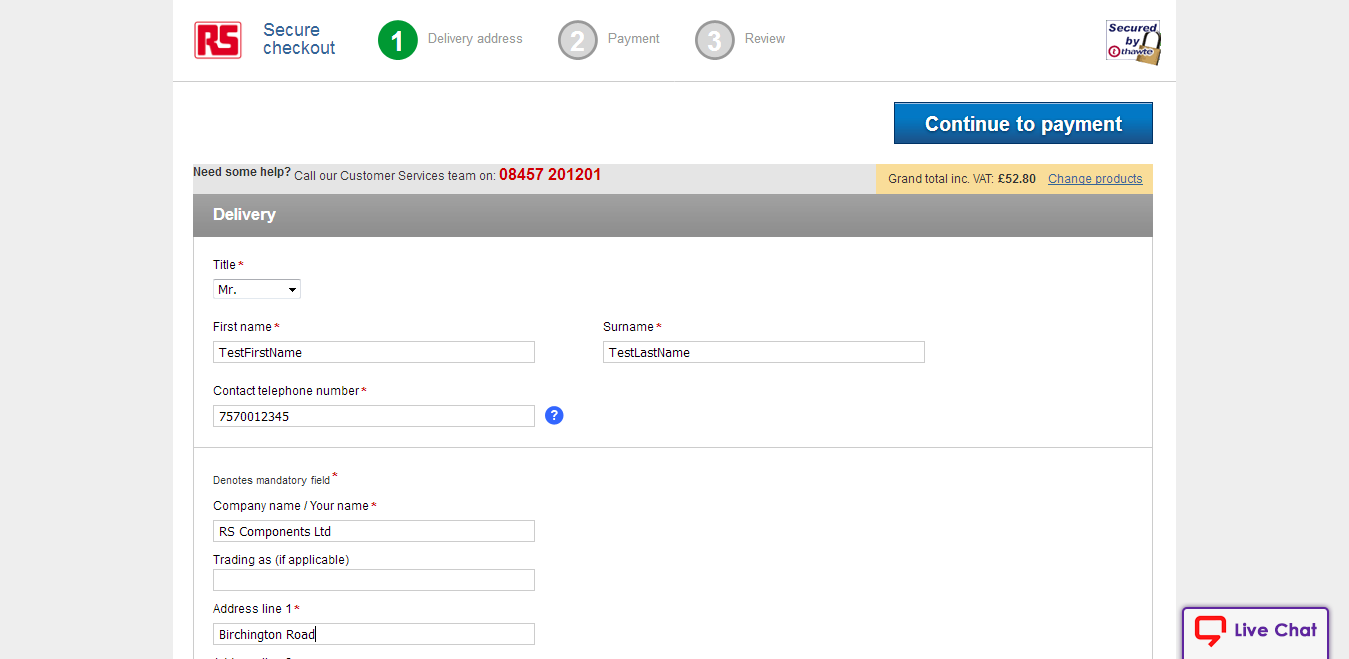 RS
Secure
checkout
1 Delivery address
2 Payment
3 Review
Secured
by
thawte
Continue to payment
Need some help? Call our Customer Services team on: 08457 201201
Grand total inc. VAT: £52.80 Change products
Delivery
Title*
Mr.
First name* Surname*
TestFirstName TestLastName
Contact telephone number*
7570012345 ?
Denotes mandatory field*
Company name / Your name*
RS Components Ltd
Trading as (if applicable)
Address line 1*
Birchington Road
Live Chat